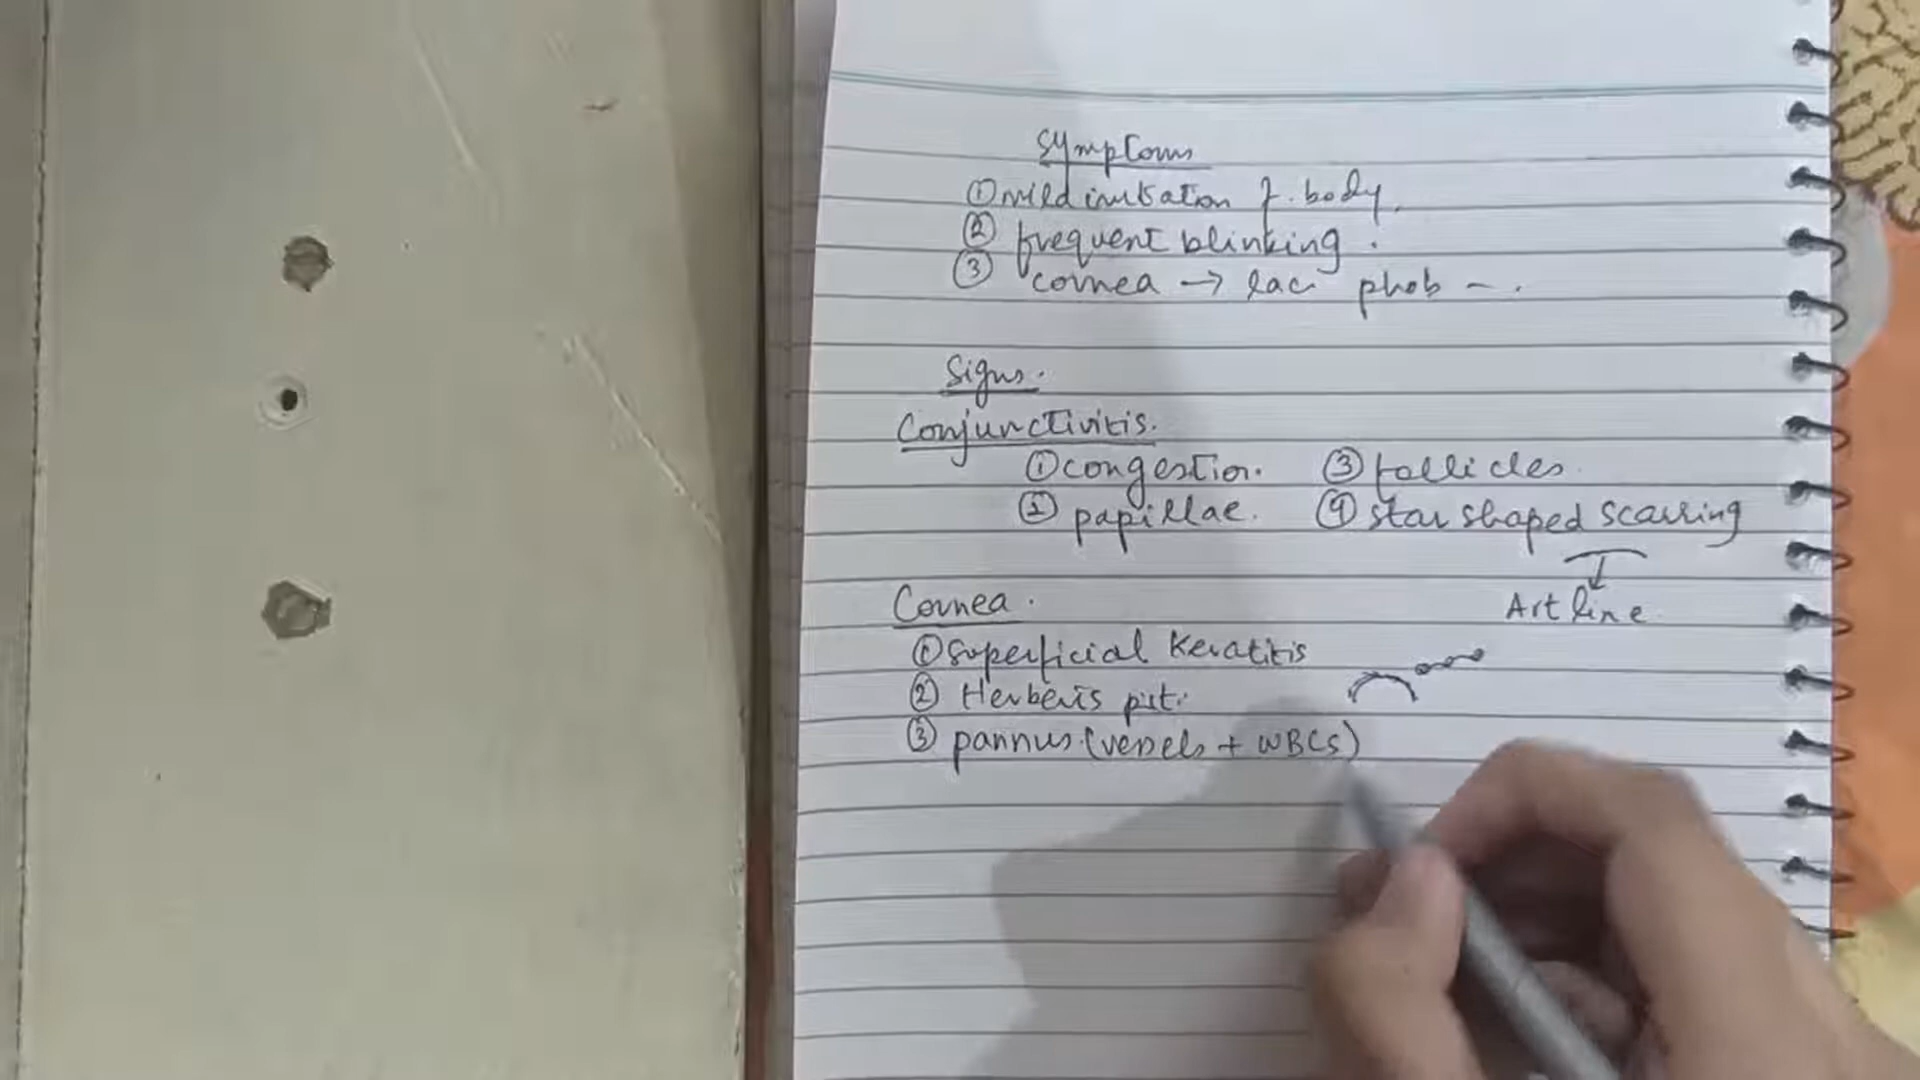 Symptoms
① mild irritation f. body.
② frequent blinking.
③ cornea → lac phob -.
Signs.
Conjunctivitis.
① congestion. ③ follicles.
② papillae. ④ star shaped scarring
Art line
Cornea.
① superficial Keratitis
② Herberts pit.
③ pannus. (vessels + WBCs)